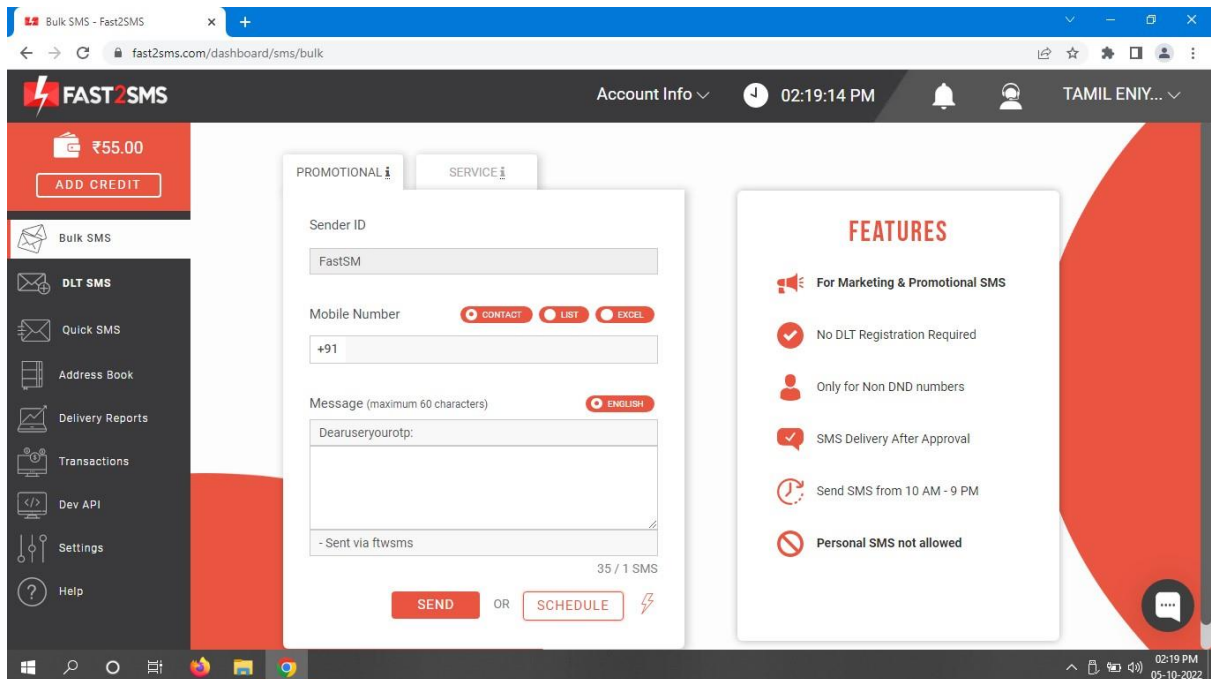 Bulk SMS - Fast2SMS
fast2sms.com/dashboard/sms/bulk
FAST2SMS
Account Info
02:19:14 PM
TAMIL ENIY...
₹55.00
ADD CREDIT
Bulk SMS
DLT SMS
Quick SMS
Address Book
Delivery Reports
Transactions
Dev API
Settings
Help
PROMOTIONAL i
SERVICE i
Sender ID
FastSM
Mobile Number
CONTACT
LIST
EXCEL
+91
Message (maximum 60 characters)
ENGLISH
Dearuseryourotp:
- Sent via ftwsms
35 / 1 SMS
SEND OR SCHEDULE
FEATURES
For Marketing & Promotional SMS
No DLT Registration Required
Only for Non DND numbers
SMS Delivery After Approval
Send SMS from 10 AM - 9 PM
Personal SMS not allowed
02:19 PM
05-10-2022